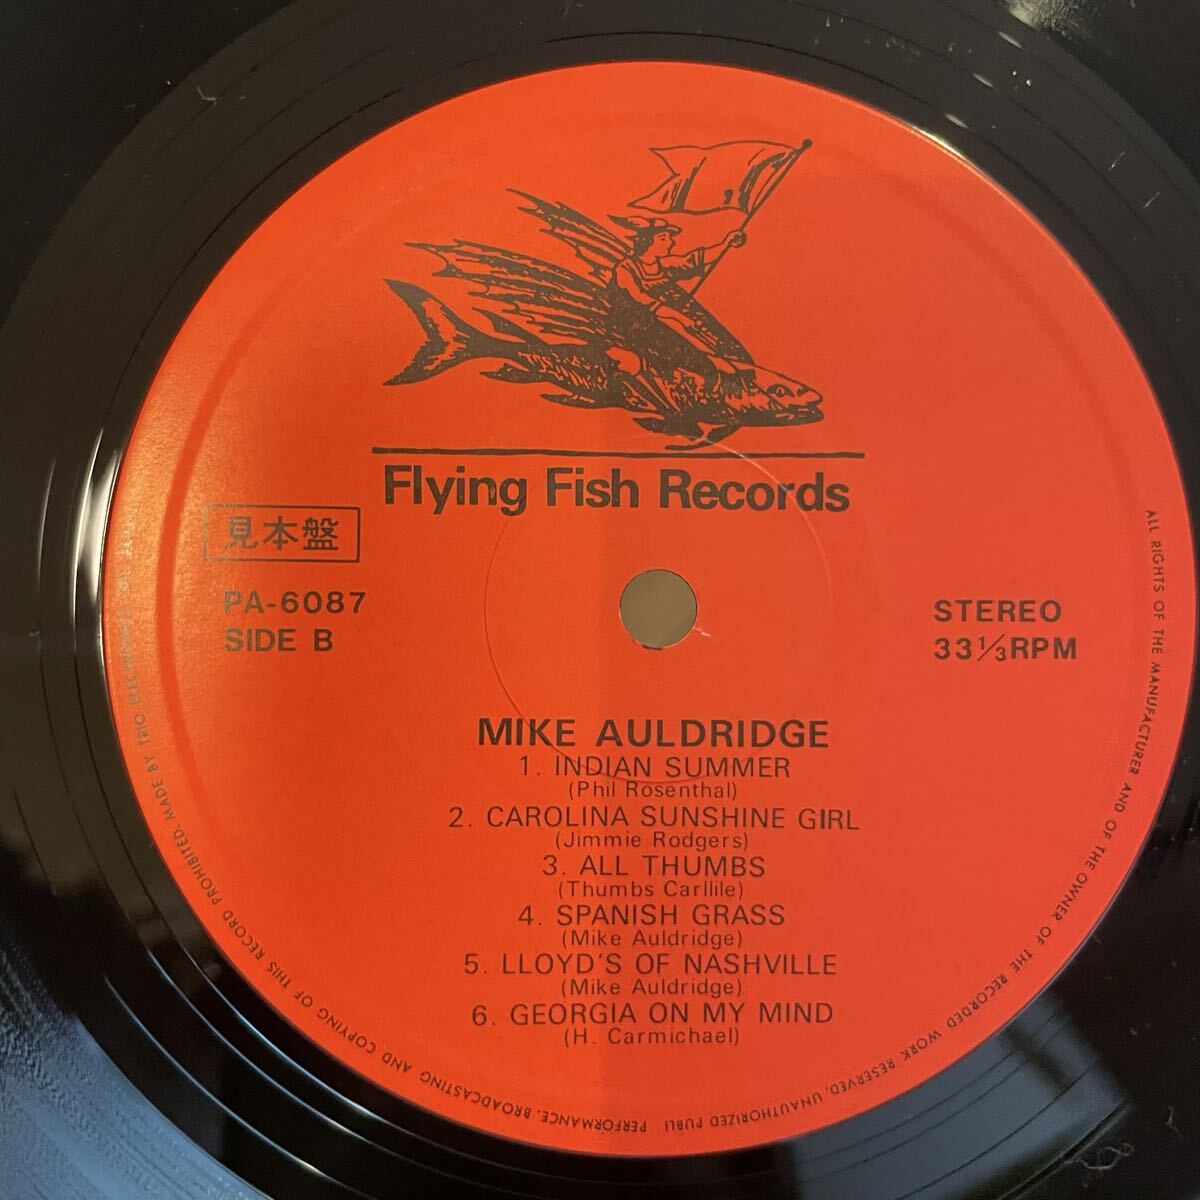 Flying Fish Records
見本盤
PA-6087
SIDE B
STEREO
33⅓RPM
MIKE AULDRIDGE
1. INDIAN SUMMER
(Phil Rosenthal)
2. CAROLINA SUNSHINE GIRL
(Jimmie Rodgers)
3. ALL THUMBS
(Thumbs Carllile)
4. SPANISH GRASS
(Mike Auldridge)
5. LLOYD'S OF NASHVILLE
(Mike Auldridge)
6. GEORGIA ON MY MIND
(H. Carmichael)
ALL RIGHTS OF THE MANUFACTURER AND OF THE OWNER OF THE RECORDED WORK RESERVED. UNAUTHORIZED PUBLI PERFORMANCE. BROADCASTING AND COPYING OF THIS RECORD PROHIBITED. MADE BY TRIO